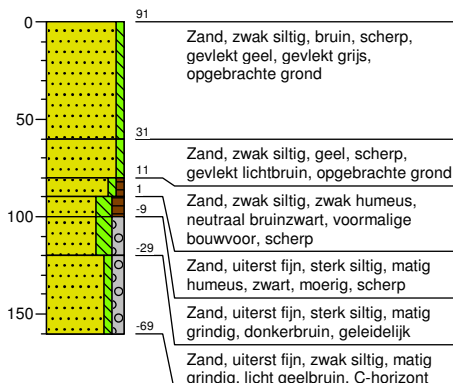 0
91
Zand, zwak siltig, bruin, scherp,
gevlekt geel, gevlekt grijs,
opgebrachte grond
50
31
Zand, zwak siltig, geel, scherp,
gevlekt lichtbruin, opgebrachte grond
11
1
Zand, zwak siltig, zwak humeus,
neutraal bruinzwart, voormalige
bouwvoor, scherp
100
-9
Zand, uiterst fijn, sterk siltig, matig
humeus, zwart, moerig, scherp
-29
Zand, uiterst fijn, sterk siltig, matig
grindig, donkerbruin, geleidelijk
150
-69
Zand, uiterst fijn, zwak siltig, matig
grindig, licht geelbruin, C-horizont